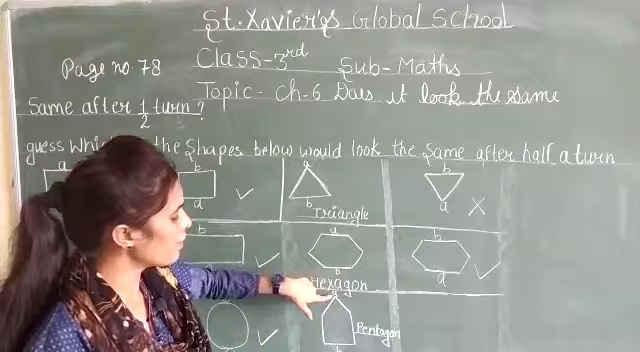 St. Xavier's Global School
Class-3rd Sub-Maths
Page no. 78
Topic- Ch-6 Does it look the same
Same after 1/2 turn?
guess the Shapes below would look the Same after half a turn
a b a b
a b a
Triangle
b a b
b a
Hexagon
a
Pentagon
b